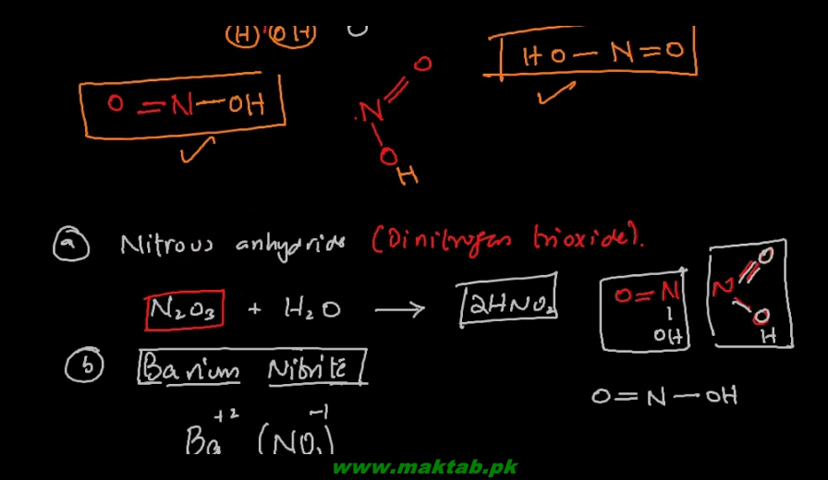 (H) (OH)
O = N — OH
N = O
O
H
HO — N = O
(a) Nitrous anhydride (Dinitrogen trioxide).
N₂O₃ + H₂O ⟶ 2HNO₂
O = N
OH
N = O
O
H
(b) Barium Nitrite
O = N — OH
Ba⁺² (NO₂)⁻¹
www.maktab.pk